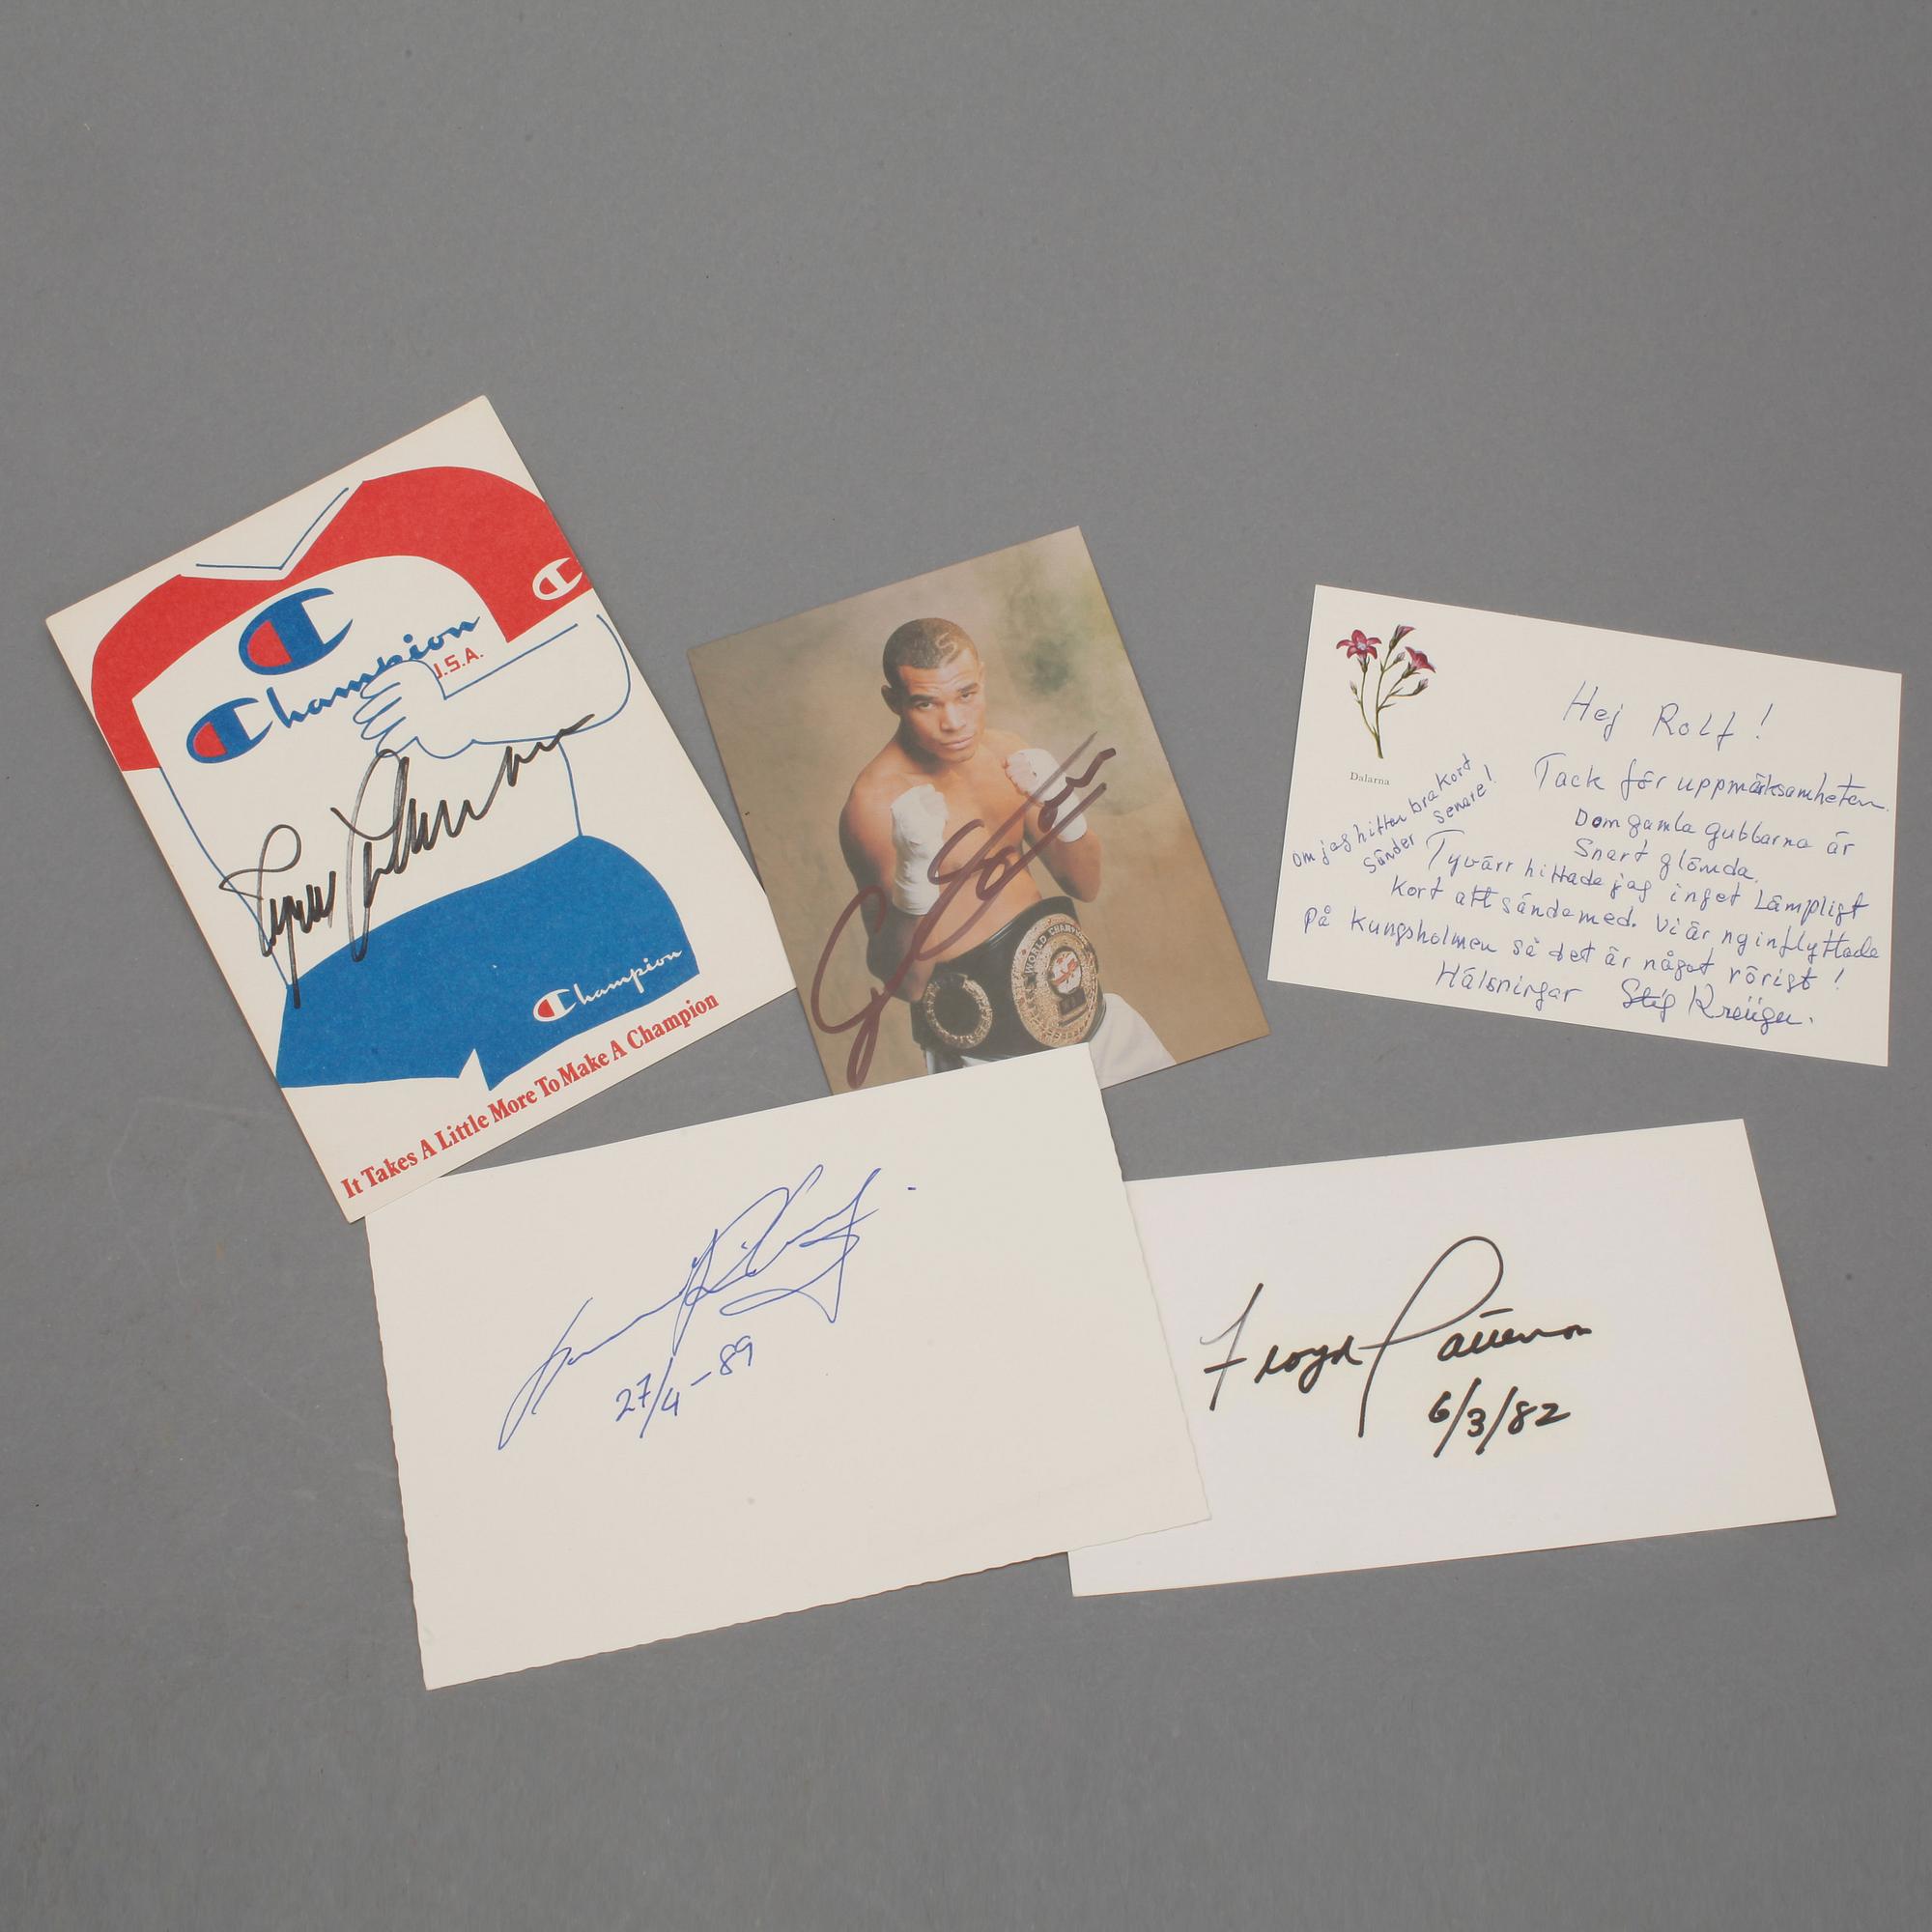 Champion
U.S.A.
Champion
Champion
It Takes A Little More To Make A Champion
WORLD CHAMPION
Dalarna
Hej Rolf!
Tack för uppmärksamheten.
Dom gamla gubbarna är
Snart glömda.
Tyvärr hittade jag inget Lämpligt
kort att sända med. Vi är nyinflyttade
på Kungsholmen så det är något rörigt!
Hälsningar Stig
om jag hittar bra kort
sänder senare!
27/4-89
Floyd Patterson
6/3/82